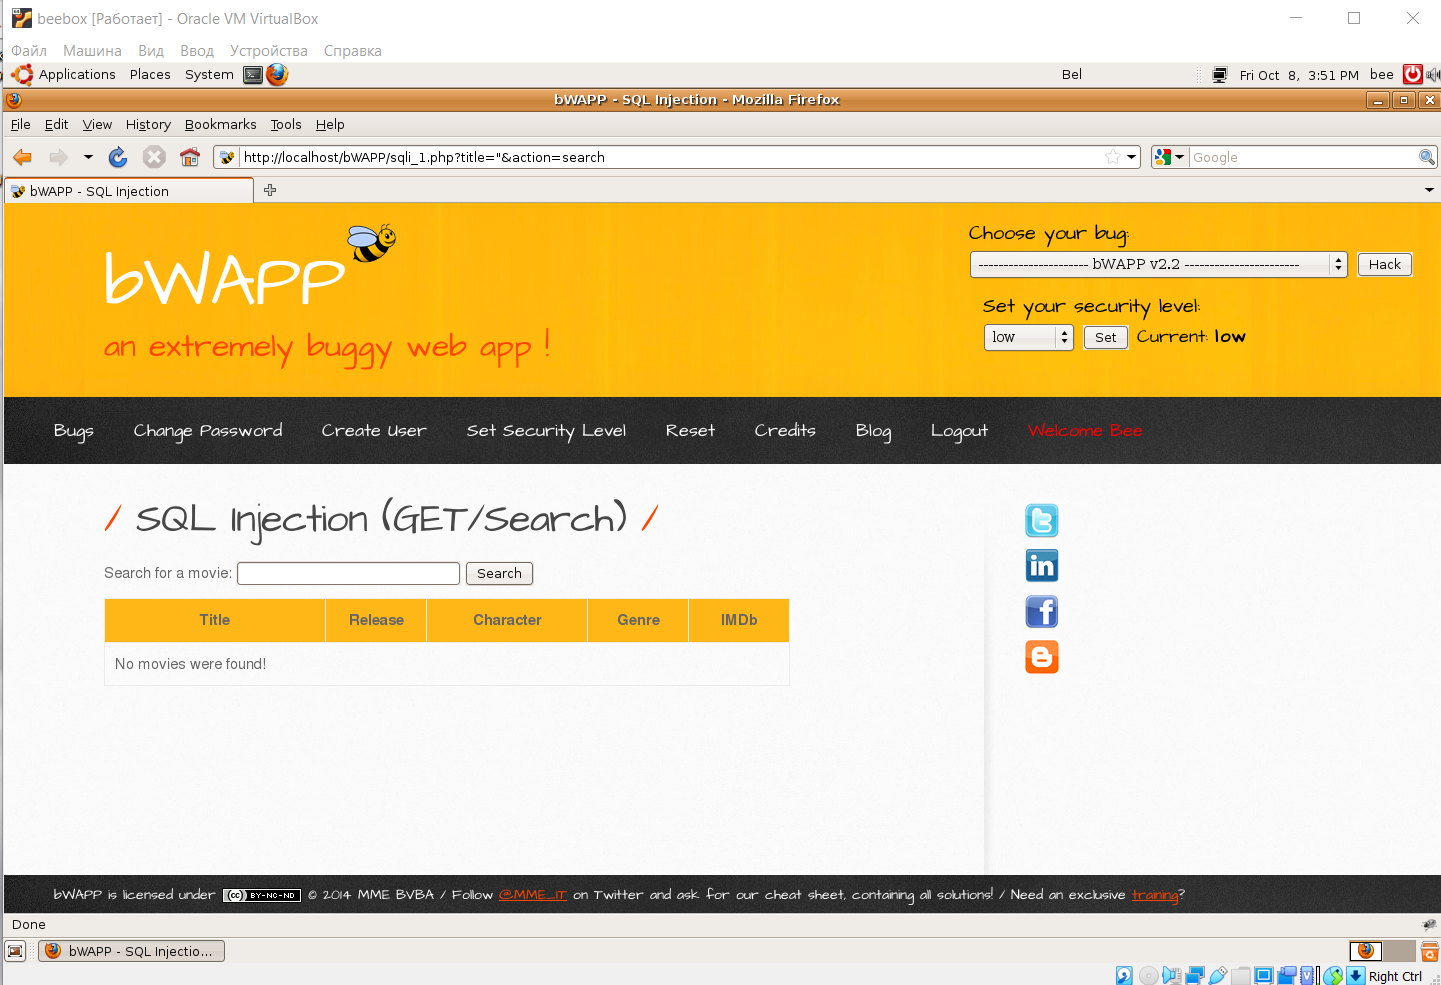 beebox [Работает] - Oracle VM VirtualBox
Файл Машина Вид Ввод Устройства Справка
Applications Places System Bel Fri Oct 8, 3:51 PM bee
bWAPP - SQL Injection - Mozilla Firefox
File Edit View History Bookmarks Tools Help
http://localhost/bWAPP/sqli_1.php?title="&action=search Google
bWAPP - SQL Injection
Choose your bug:
---------------------- bWAPP v2.2 ----------------------- Hack
bWAPP
Set your security level:
low Set Current: low
an extremely buggy web app !
Bugs Change Password Create User Set Security Level Reset Credits Blog Logout Welcome Bee
/ SQL Injection (GET/Search) /
Search for a movie: Search
Title Release Character Genre IMDb
No movies were found!
bWAPP is licensed under (cc) BY-NC-ND © 2014 MME BVBA / Follow @MME_IT on Twitter and ask for our cheat sheet, containing all solutions! / Need an exclusive training?
Done
bWAPP - SQL Injectio...
Right Ctrl